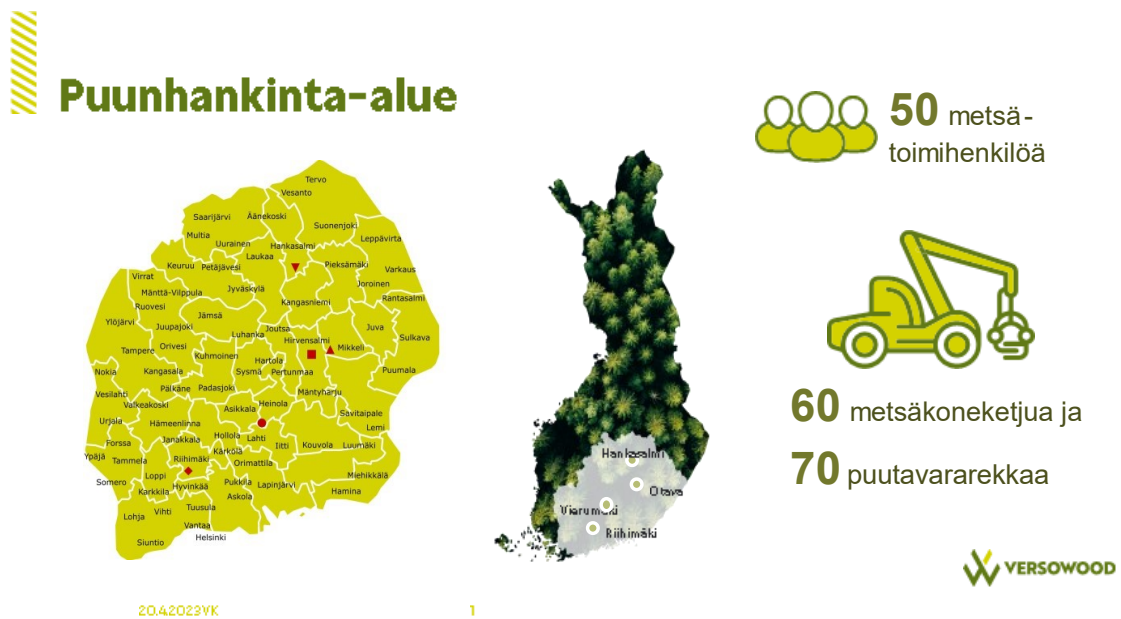 Puunhankinta-alue
50 metsä-
toimihenkilöä
60 metsäkoneketjua ja
70 puutavararekkaa
Tervo
Vesanto
Saarijärvi
Äänekoski
Suonenjoki
Multia
Uurainen
Hankasalmi
Leppävirta
Laukaa
Keuruu
Petäjävesi
Pieksämäki
Varkaus
Virrat
Joroinen
Mänttä-Vilppula
Jyväskylä
Rantasalmi
Ruovesi
Kangasniemi
Jämsä
Ylöjärvi
Juupajoki
Joutsa
Juva
Luhanka
Hirvensalmi
Sulkava
Tampere
Orivesi
Mikkeli
Kuhmoinen
Hartola
Nokia
Kangasala
Sysmä
Pertunmaa
Puumala
Vesilahti
Pälkäne
Padasjoki
Mäntyharju
Valkeakoski
Asikkala
Heinola
Savitaipale
Urjala
Hämeenlinna
Lemi
Forssa
Janakkala
Hollola
Lahti
Iitti
Kouvola
Luumäki
Ypäjä
Tammela
Riihimäki
Kärkölä
Orimattila
Somero
Loppi
Miehikkälä
Karkkila
Hyvinkää
Pukkila
Lapinjärvi
Hamina
Askola
Lohja
Vihti
Tuusula
Vantaa
Siuntio
Helsinki
Hankasalmi
Otava
Vierumäki
Riihimäki
VERSOWOOD
20.4.2023VK
1